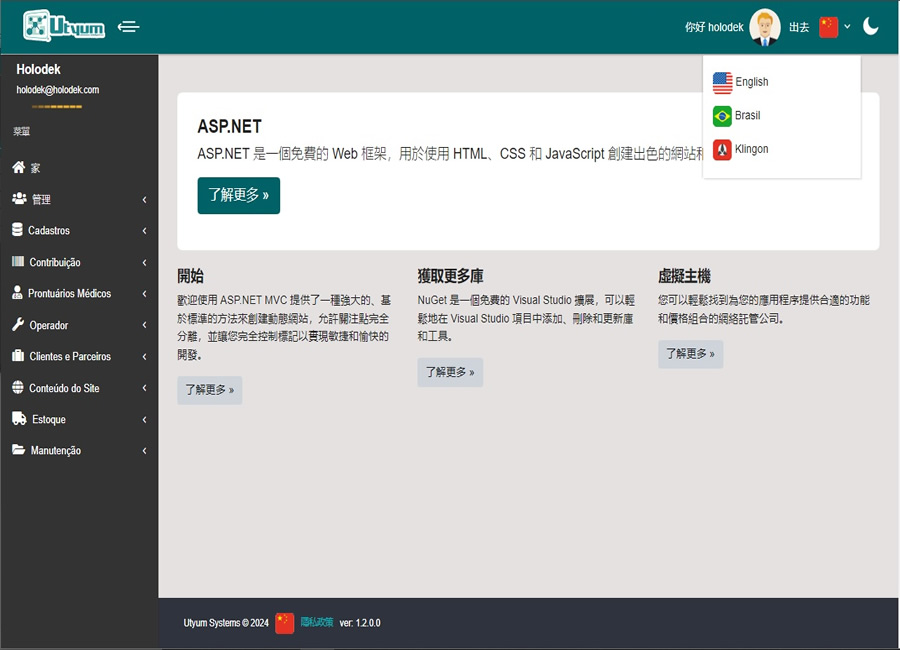 Utyum
你好 holodek
出去
Holodek
holodek@holodek.com
菜單
家
管理
Cadastros
Contribuição
Prontuários Médicos
Operador
Clientes e Parceiros
Conteúdo do Site
Estoque
Manutenção
English
Brasil
Klingon
ASP.NET
ASP.NET 是一個免費的 Web 框架，用於使用 HTML、CSS 和 JavaScript 創建出色的網站和
了解更多 »
開始
歡迎使用 ASP.NET MVC 提供了一種強大的、基
於標準的方法來創建動態網站，允許關注點完全
分離，並讓您完全控制標記以實現敏捷和愉快的
開發。
了解更多 »
獲取更多庫
NuGet 是一個免費的 Visual Studio 擴展，可以輕
鬆地在 Visual Studio 項目中添加、刪除和更新庫
和工具。
了解更多 »
虛擬主機
您可以輕鬆找到為您的應用程序提供合適的功能
和價格組合的網絡託管公司。
了解更多 »
Utyum Systems © 2024 隱私政策 ver: 1.2.0.0